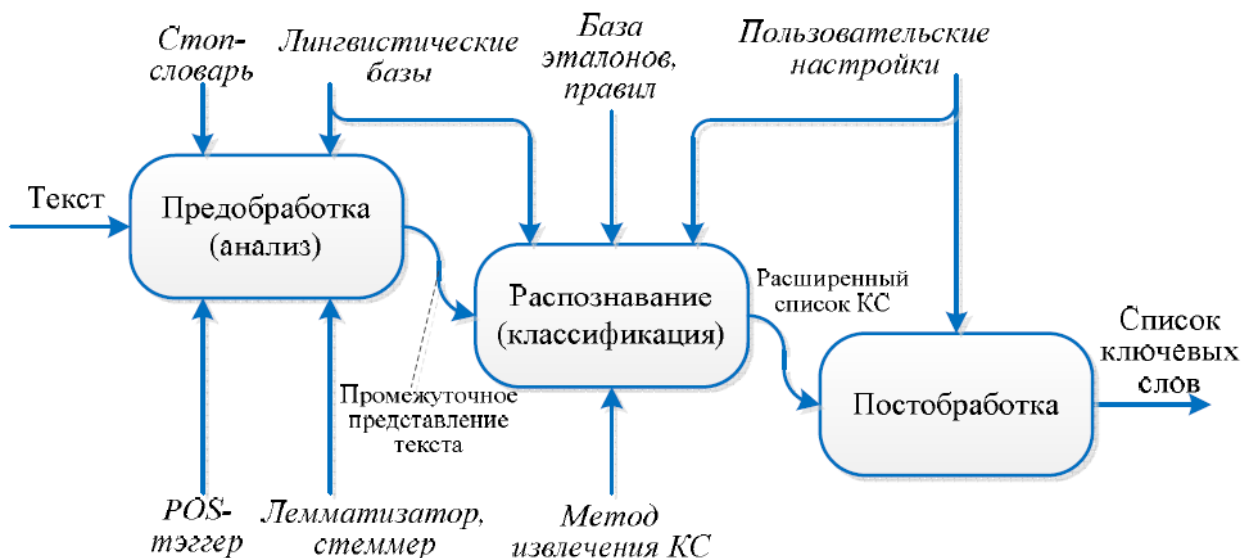 Стоп-
словарь
Лингвистические
базы
База
эталонов,
правил
Пользовательские
настройки
Текст
Предобработка
(анализ)
Распознавание
(классификация)
Расширенный
список КС
Список
ключевых
слов
Постобработка
Промежуточное
представление
текста
POS-
тэггер
Лемматизатор,
стеммер
Метод
извлечения КС